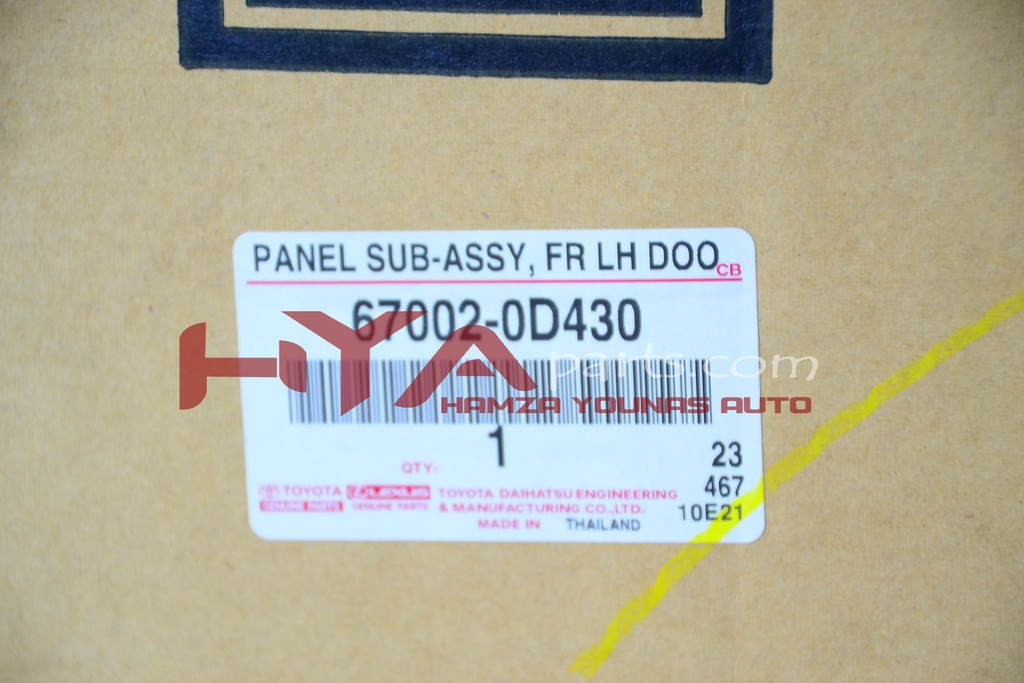 PANEL SUB-ASSY, FR LH DOO
CB
67002-0D430
HYA parts.com
HAMZA YOUNAS AUTO
1
QTY:
23
467
10E21
TOYOTA LEXUS
GENUINE PARTS GENUINE PARTS
TOYOTA DAIHATSU ENGINEERING
& MANUFACTURING CO.,LTD.
MADE IN THAILAND